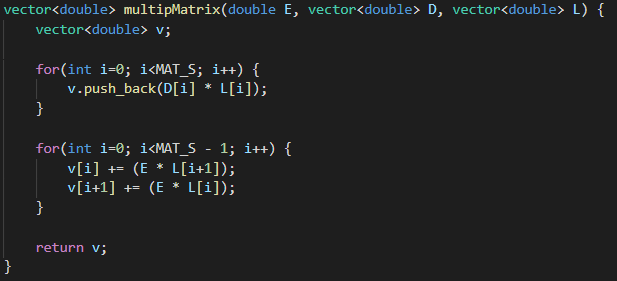 vector<double> multipMatrix(double E, vector<double> D, vector<double> L) {
    vector<double> v;

    for(int i=0; i<MAT_S; i++) {
        v.push_back(D[i] * L[i]);
    }

    for(int i=0; i<MAT_S - 1; i++) {
        v[i] += (E * L[i+1]);
        v[i+1] += (E * L[i]);
    }

    return v;
}